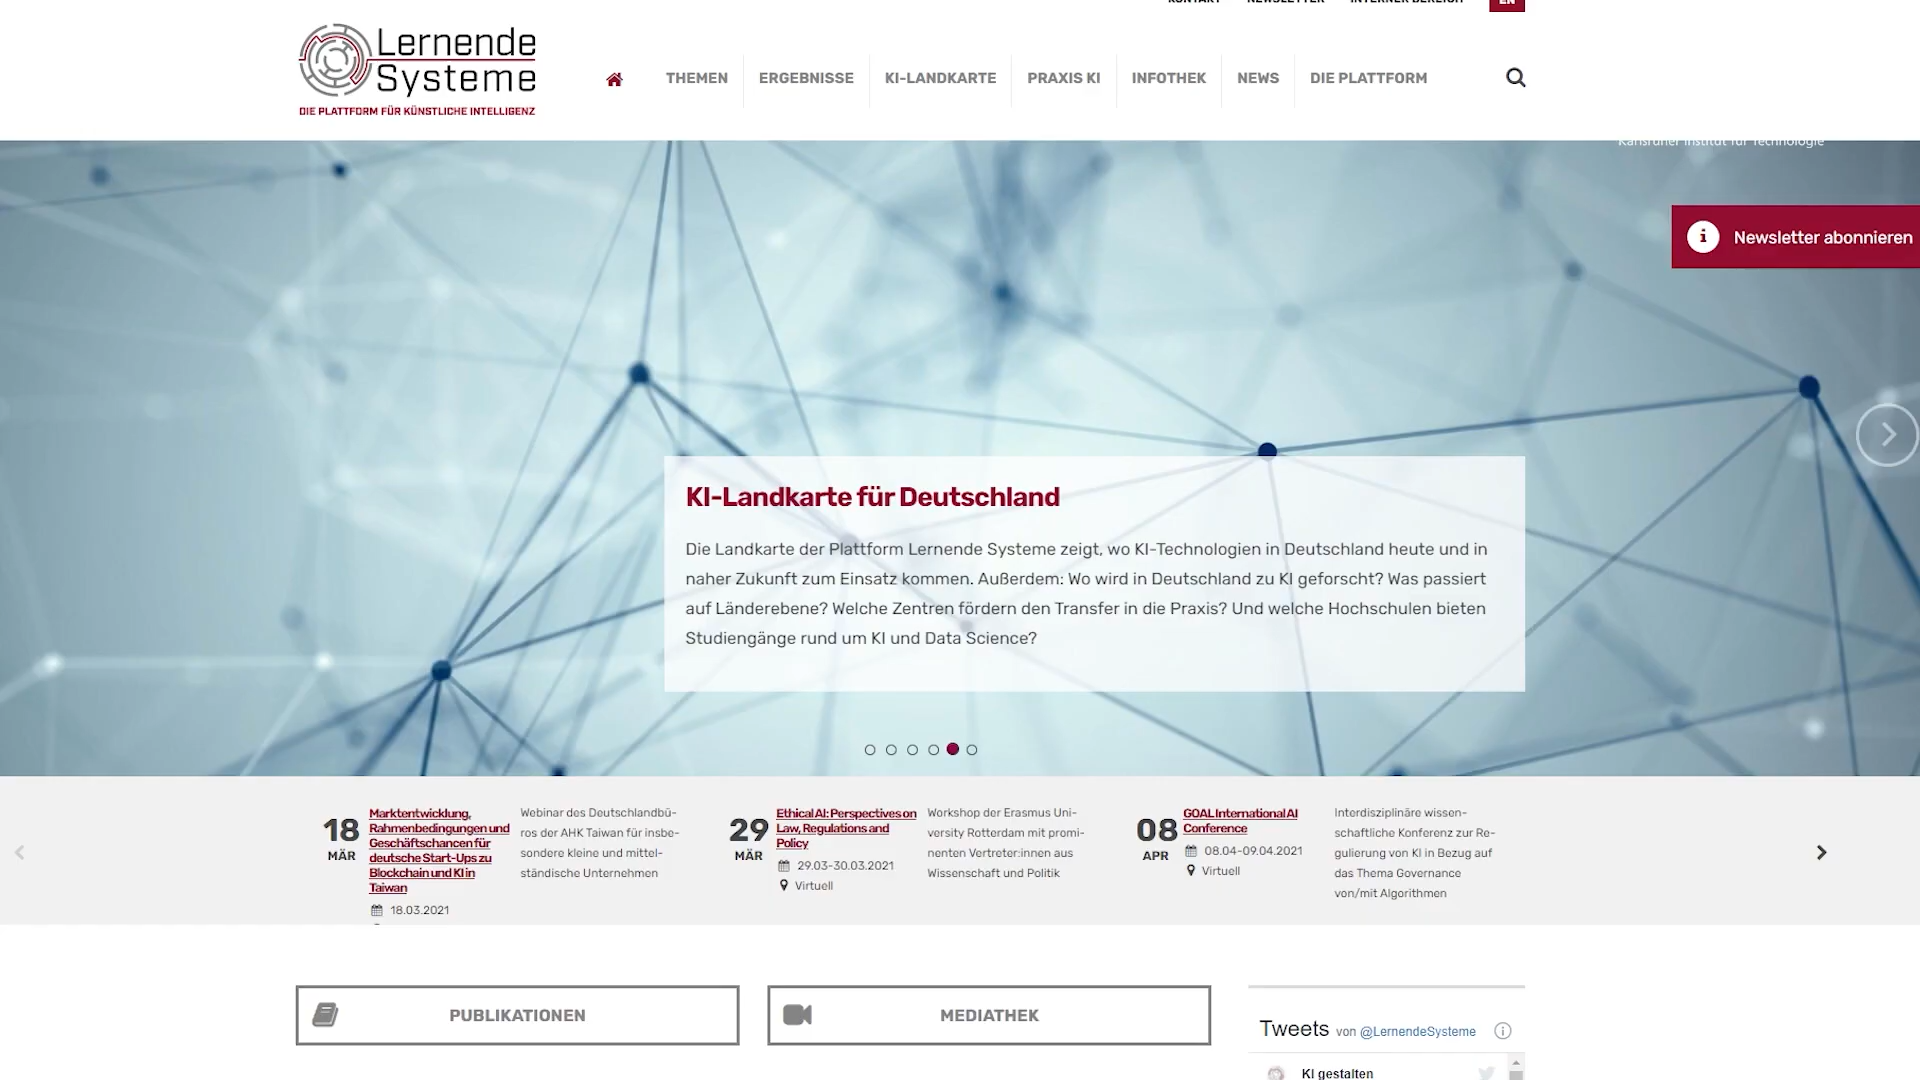 KONTAKT NEWSLETTER INTERNER BEREICH EN
Lernende
Systeme
DIE PLATTFORM FÜR KÜNSTLICHE INTELLIGENZ
THEMEN ERGEBNISSE KI-LANDKARTE PRAXIS KI INFOTHEK NEWS DIE PLATTFORM
Karlsruher Institut für Technologie
Newsletter abonnieren
KI-Landkarte für Deutschland
Die Landkarte der Plattform Lernende Systeme zeigt, wo KI-Technologien in Deutschland heute und in
naher Zukunft zum Einsatz kommen. Außerdem: Wo wird in Deutschland zu KI geforscht? Was passiert
auf Länderebene? Welche Zentren fördern den Transfer in die Praxis? Und welche Hochschulen bieten
Studiengänge rund um KI und Data Science?
18
MÄR
Marktentwicklung,
Rahmenbedingungen und
Geschäftschancen für
deutsche Start-Ups zu
Blockchain und KI in
Taiwan
18.03.2021
Webinar des Deutschlandbü-
ros der AHK Taiwan für insbe-
sondere kleine und mittel-
ständische Unternehmen
29
MÄR
Ethical AI: Perspectives on
Law, Regulations and
Policy
29.03-30.03.2021
Virtuell
Workshop der Erasmus Uni-
versity Rotterdam mit promi-
nenten Vertreter:innen aus
Wissenschaft und Politik
08
APR
GOAL International AI
Conference
08.04-09.04.2021
Virtuell
Interdisziplinäre wissen-
schaftliche Konferenz zur Re-
gulierung von KI in Bezug auf
das Thema Governance
von/mit Algorithmen
PUBLIKATIONEN
MEDIATHEK
Tweets von @LernendeSysteme
KI gestalten